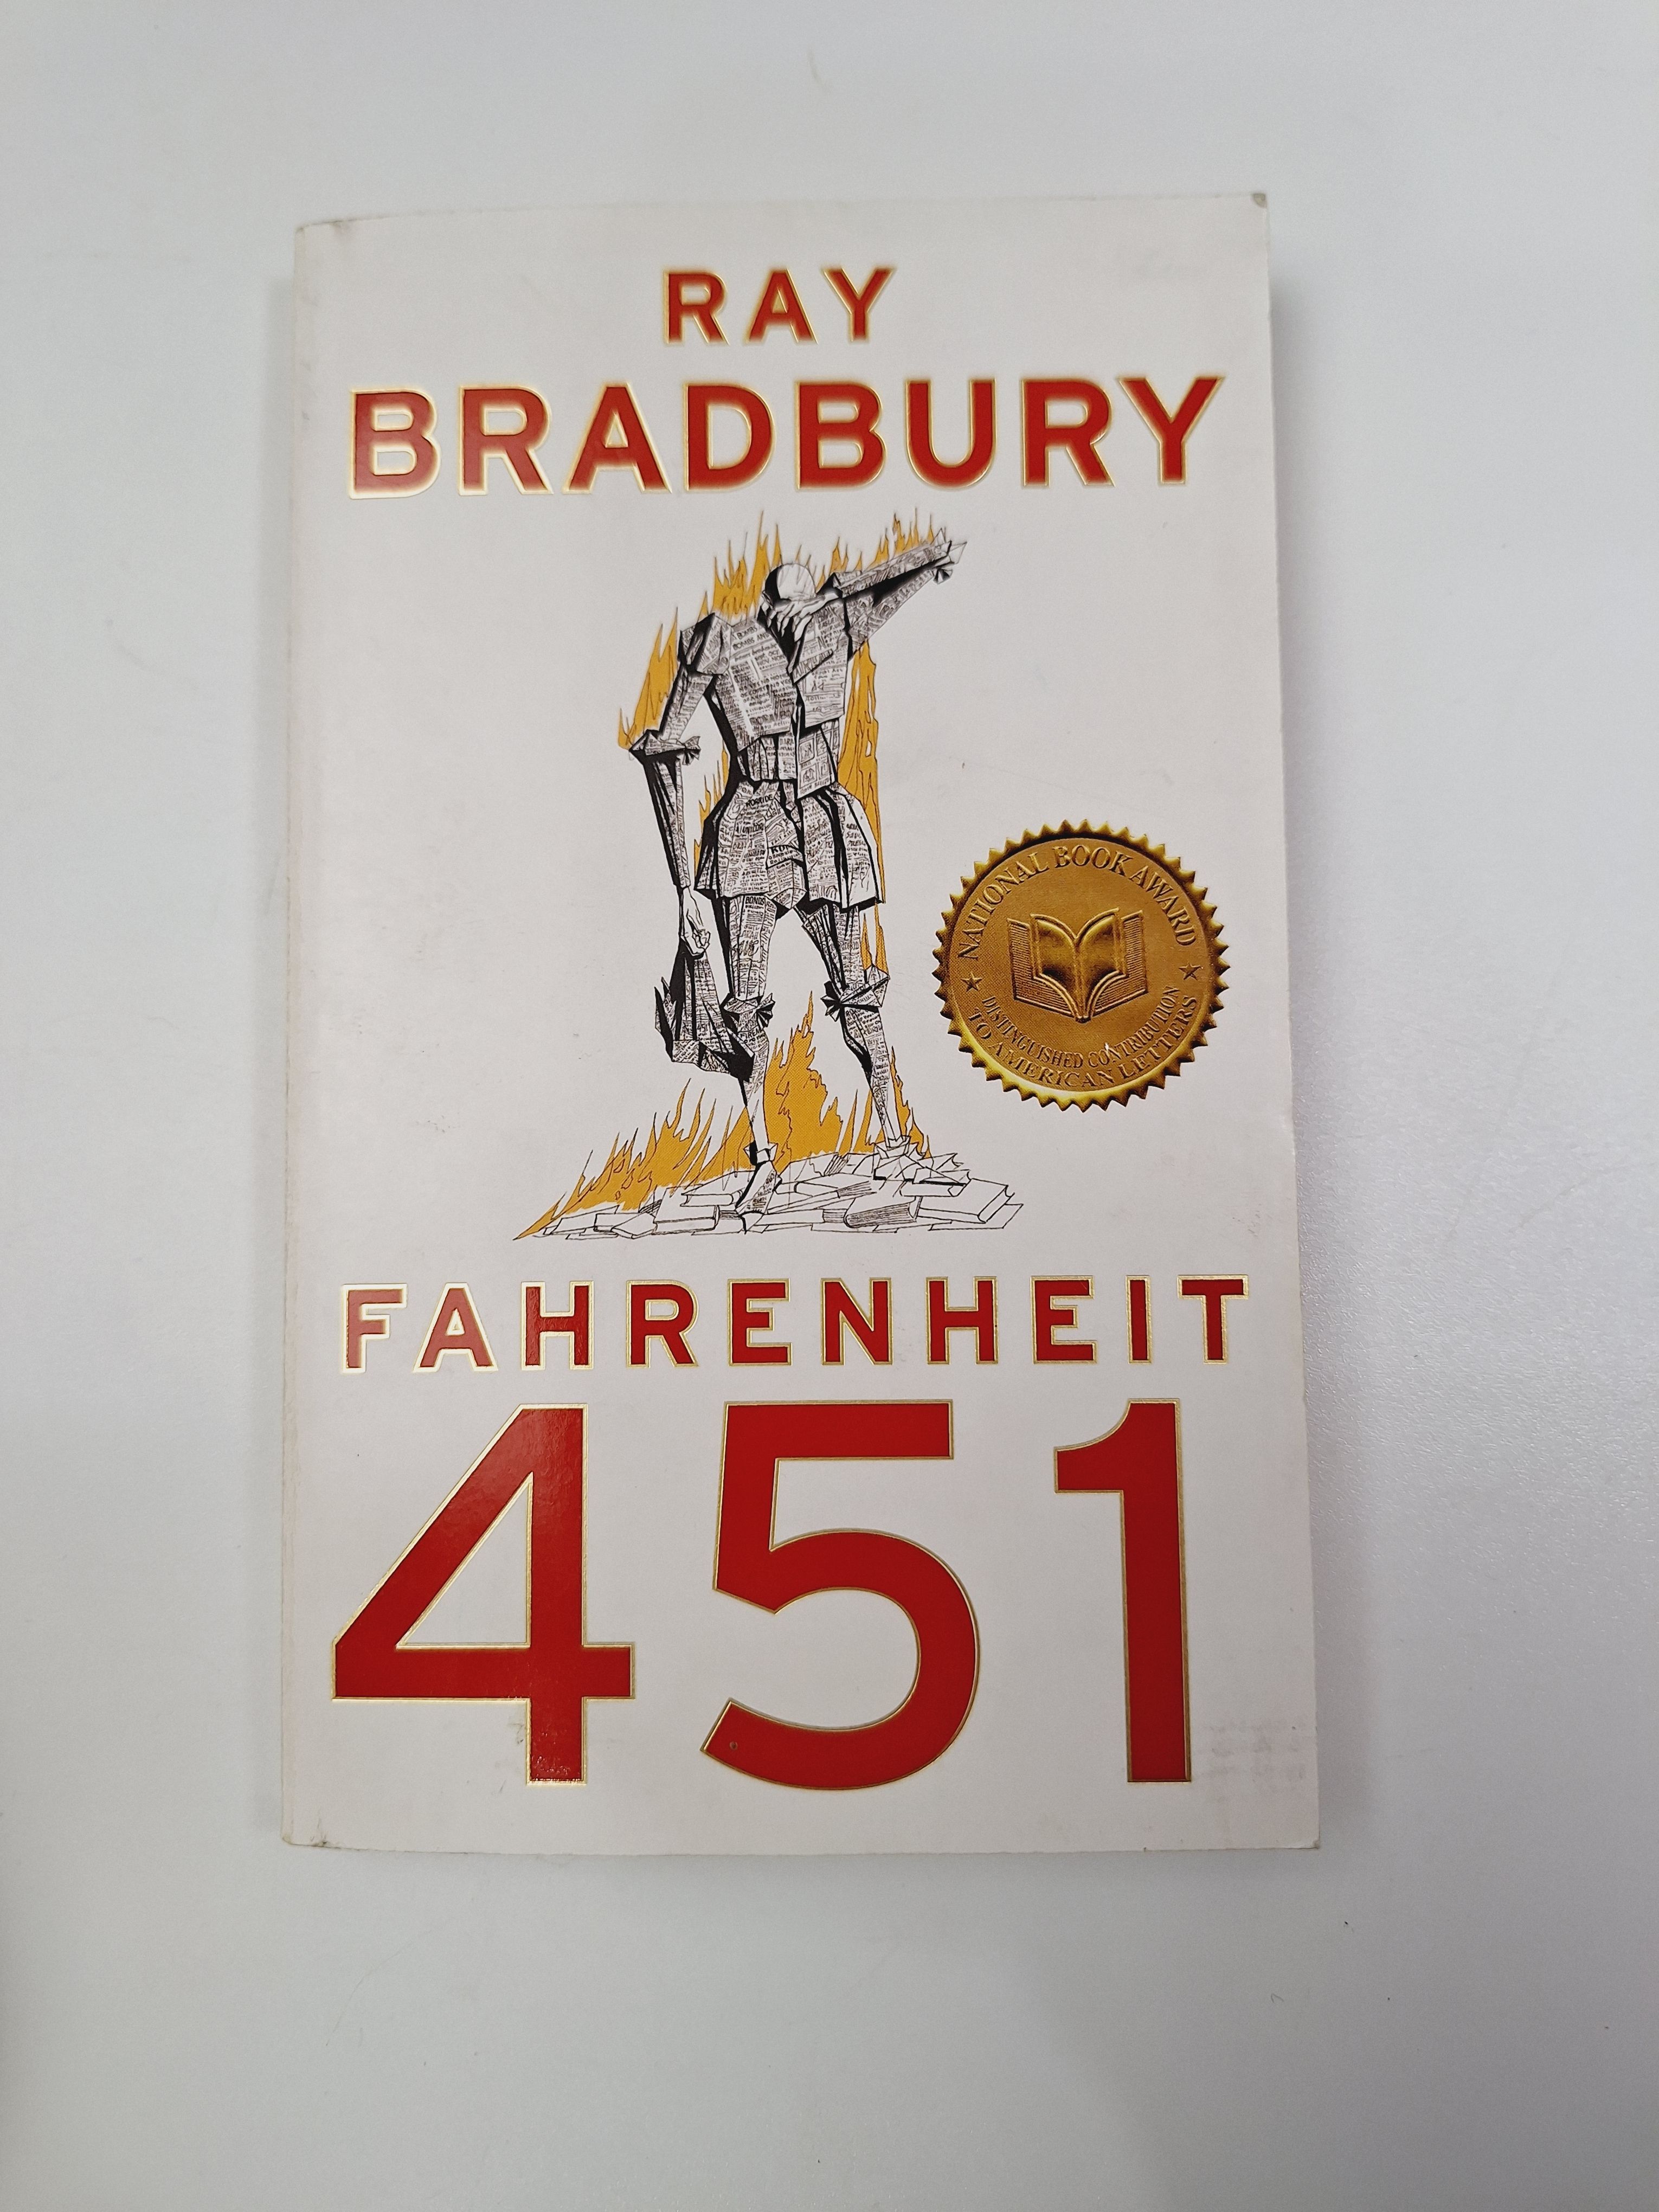 RAY
BRADBURY
NATIONAL BOOK AWARD
DISTINGUISHED CONTRIBUTION
TO AMERICAN LETTERS
FAHRENHEIT
451